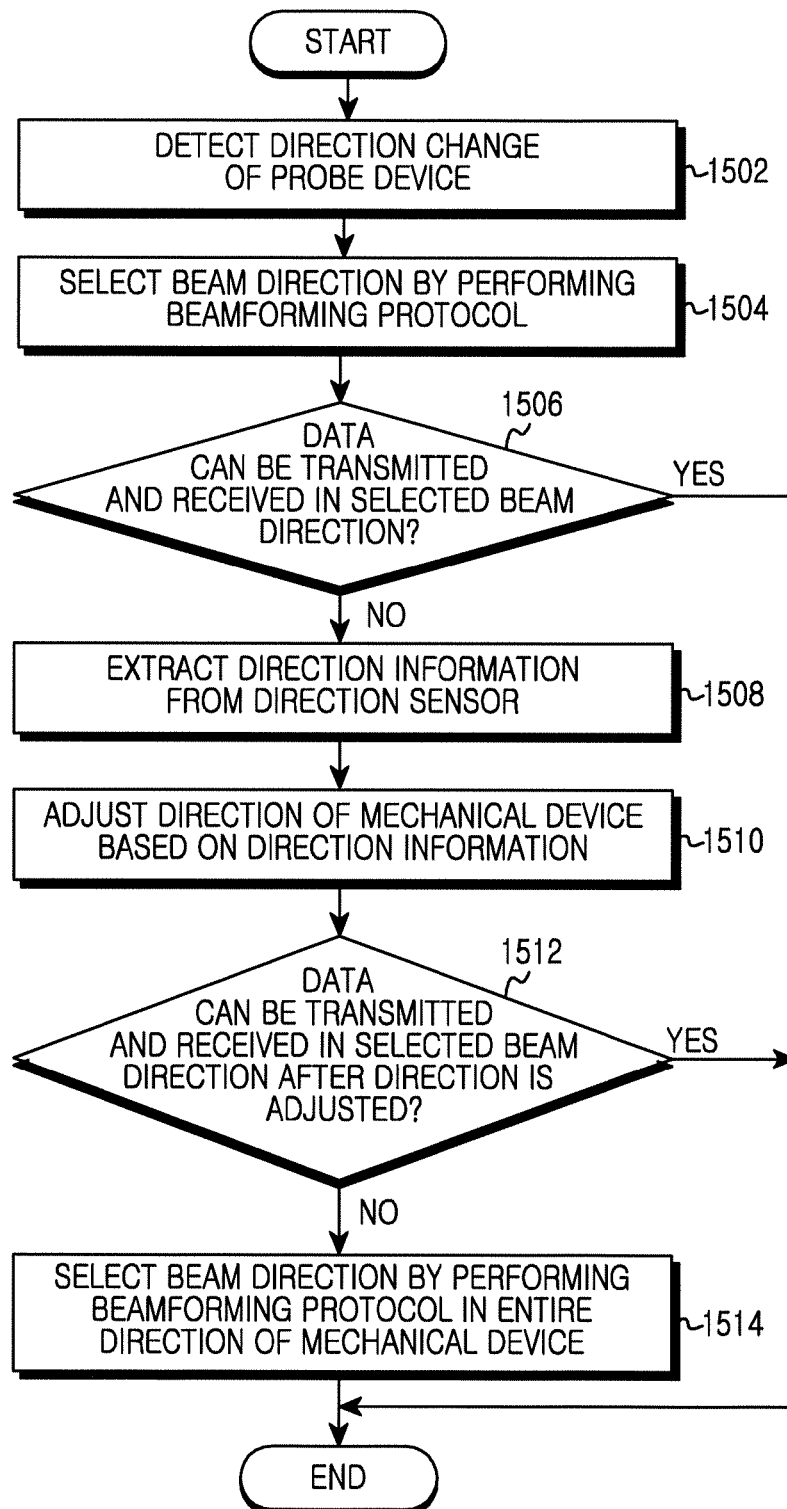 START
DETECT DIRECTION CHANGE
OF PROBE DEVICE
1502
SELECT BEAM DIRECTION BY PERFORMING
BEAMFORMING PROTOCOL
1504
1506
DATA
CAN BE TRANSMITTED
AND RECEIVED IN SELECTED BEAM
DIRECTION?
YES
NO
EXTRACT DIRECTION INFORMATION
FROM DIRECTION SENSOR
1508
ADJUST DIRECTION OF MECHANICAL DEVICE
BASED ON DIRECTION INFORMATION
1510
1512
DATA
CAN BE TRANSMITTED
AND RECEIVED IN SELECTED BEAM
DIRECTION AFTER DIRECTION IS
ADJUSTED?
YES
NO
SELECT BEAM DIRECTION BY PERFORMING
BEAMFORMING PROTOCOL IN ENTIRE
DIRECTION OF MECHANICAL DEVICE
1514
END